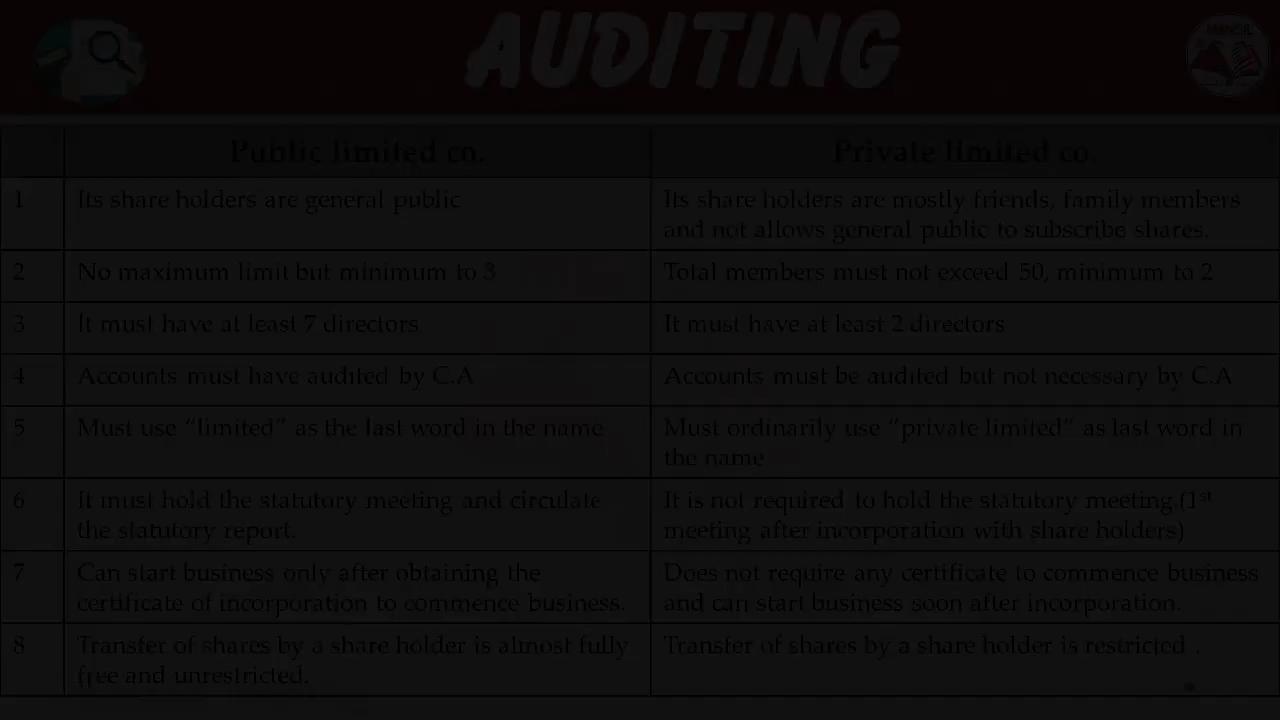 AUDITING
Public limited co.
Private limited co.
1
Its share holders are general public
Its share holders are mostly friends, family members
and not allows general public to subscribe shares.
2
No maximum limit but minimum to 3
Total members must not exceed 50, minimum to 2
3
It must have at least 7 directors
It must have at least 2 directors
4
Accounts must have audited by C.A
Accounts must be audited but not necessary by C.A
5
Must use “limited” as the last word in the name
Must ordinarily use “private limited” as last word in
the name
6
It must hold the statutory meeting and circulate
the statutory report.
It is not required to hold the statutory meeting.(1st
meeting after incorporation with share holders)
7
Can start business only after obtaining the
certificate of incorporation to commence business.
Does not require any certificate to commence business
and can start business soon after incorporation.
8
Transfer of shares by a share holder is almost fully
free and unrestricted.
Transfer of shares by a share holder is restricted .